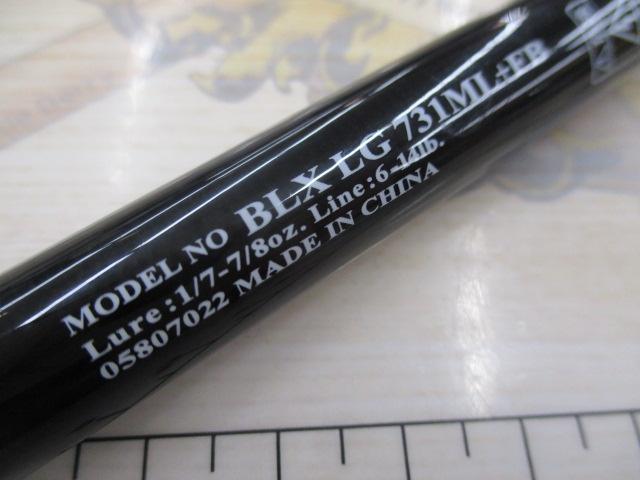 MODEL NO BLX LG 731ML+FB
Lure:1/7-7/8oz. Line:6-14lb.
05807022 MADE IN CHINA